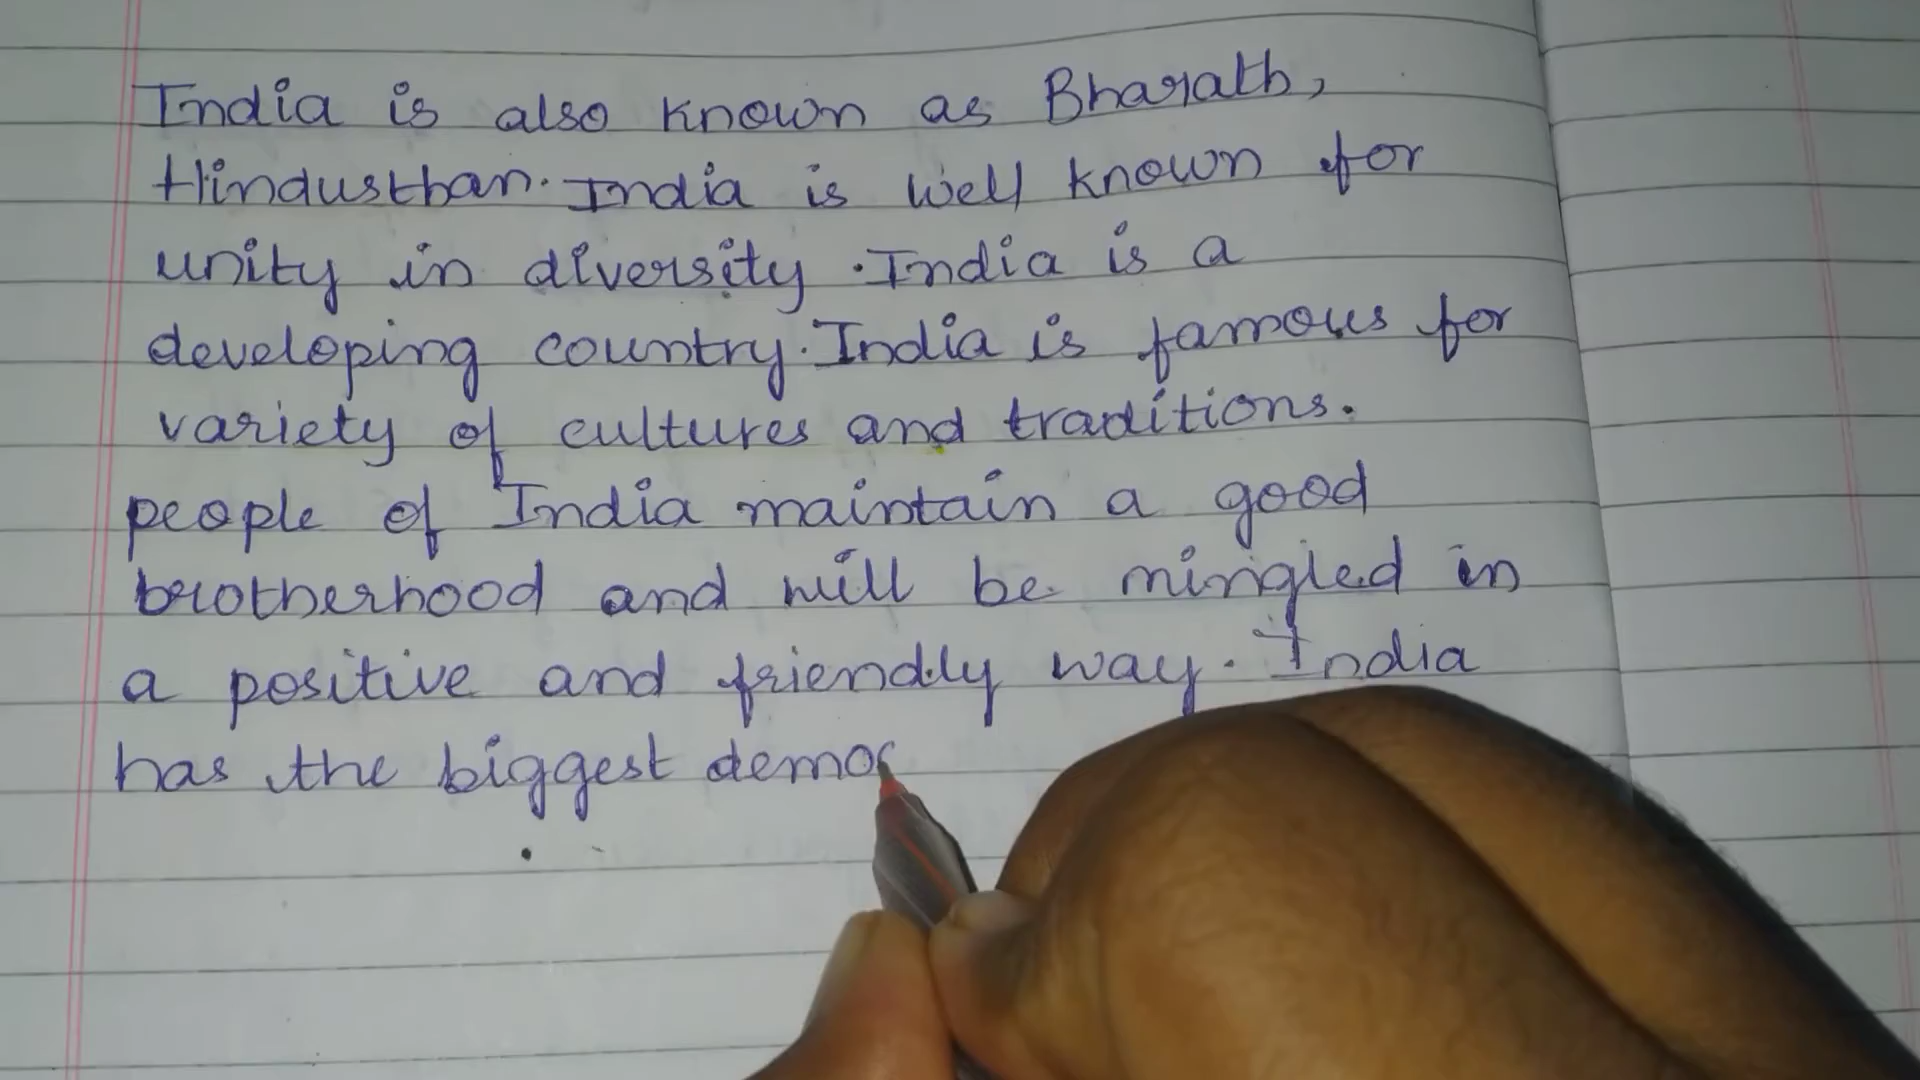 India is also known as Bharath,
Hindusthan. India is well known for
unity in diversity. India is a
developing country. India is famous for
variety of cultures and traditions.
people of India maintain a good
brotherhood and will be mingled in
a positive and friendly way. India
has the biggest democ